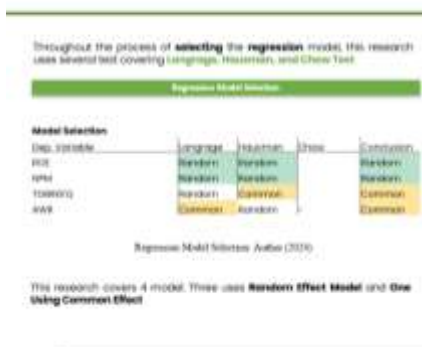 Throughout the process of selecting the regression model, this research
uses several test covering Langrage, Hausman, and Chow Test
Regression Model Selection
Model Selection
Dep. Variable Langrage Hausman Chow Conclusion
ROE Random Random Random
NPM Random Random Random
Random Common Common
Common Random Common
Regression Model Selection Author (2024)
This research covers 4 model. Three uses Random Effect Model and One
Using Common Effect